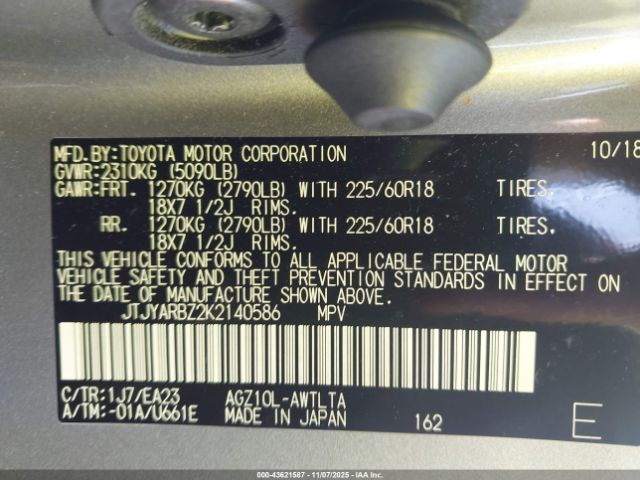 MFD.BY:TOYOTA MOTOR CORPORATION 10/18
GVWR:2310KG (5090LB)
GAWR:FRT. 1270KG (2790LB) WITH 225/60R18 TIRES.
18X7 1/2J RIMS.
RR. 1270KG (2790LB) WITH 225/60R18 TIRES.
18X7 1/2J RIMS.
THIS VEHICLE CONFORMS TO ALL APPLICABLE FEDERAL MOTOR
VEHICLE SAFETY AND THEFT PREVENTION STANDARDS IN EFFECT ON
THE DATE OF MANUFACTURE SHOWN ABOVE.
JTJYARBZ2K2140586 MPV
C/TR:1J7/EA23 AGZ10L-AWTLTA
A/TM:-01A/U661E MADE IN JAPAN 162 E
000-43621587 - 11/07/2025 - IAAI.COM